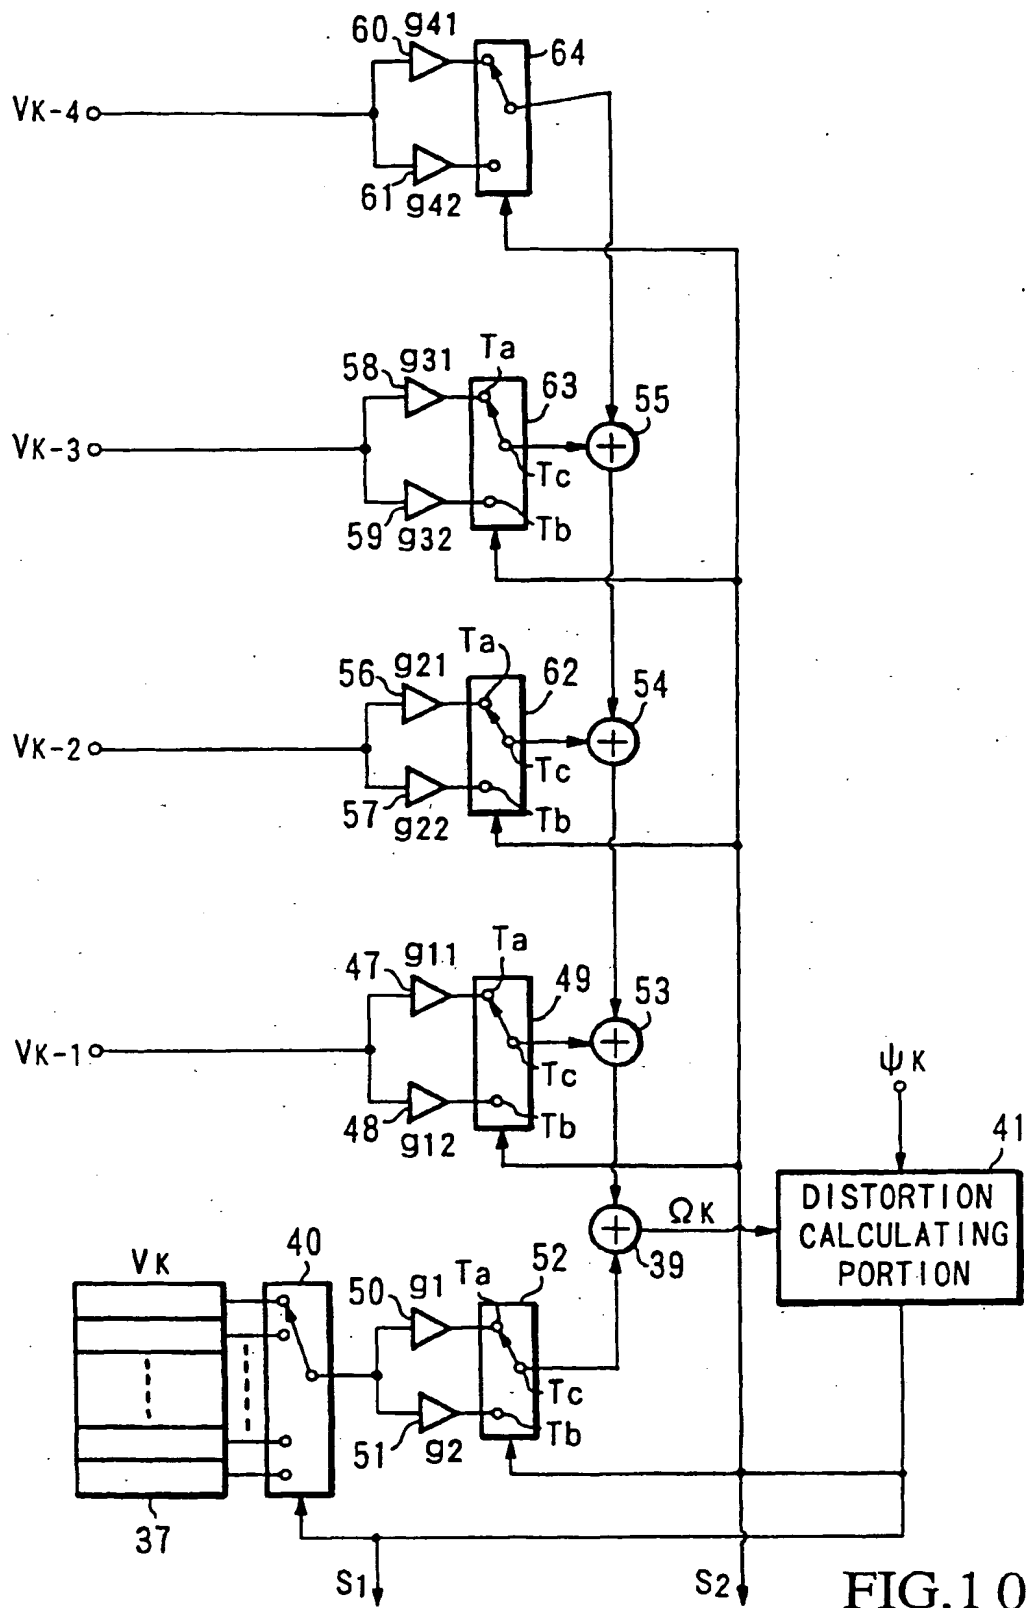 60 g41 64
VK-4
61 g42
58 g31 Ta 63 55
VK-3
Tc
59 g32 Tb
56 g21 Ta 62 54
VK-2
Tc
57 g22 Tb
47 g11 Ta 49 53
VK-1
Tc
48 g12 Tb
ψK
41
DISTORTION
CALCULATING
PORTION
ΩK
39
VK 40 50 g1 Ta 52
Tc
51 g2 Tb
37
S1 S2
FIG.10